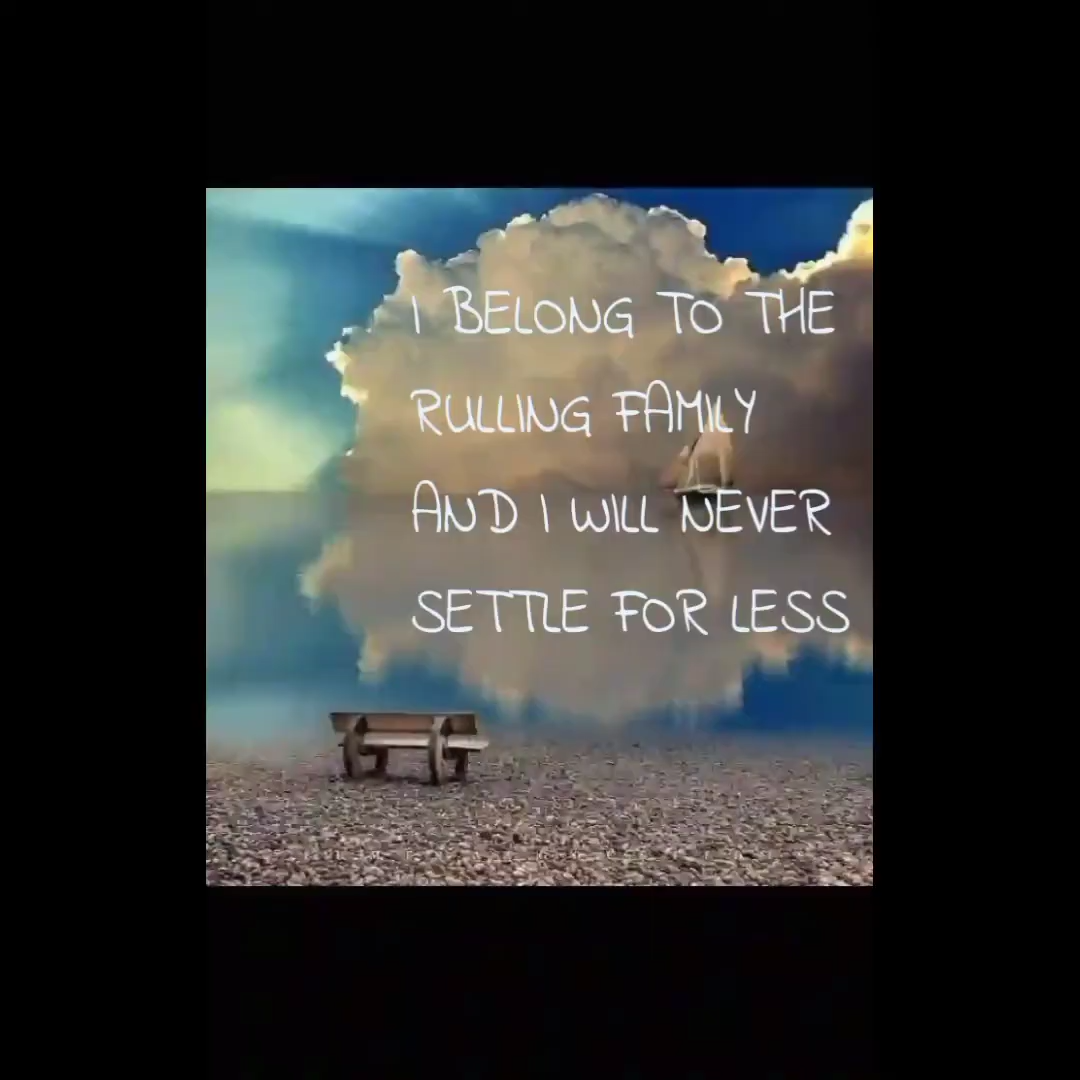 I BELONG TO THE
RULLING FAMILY
AND I WILL NEVER
SETTLE FOR LESS